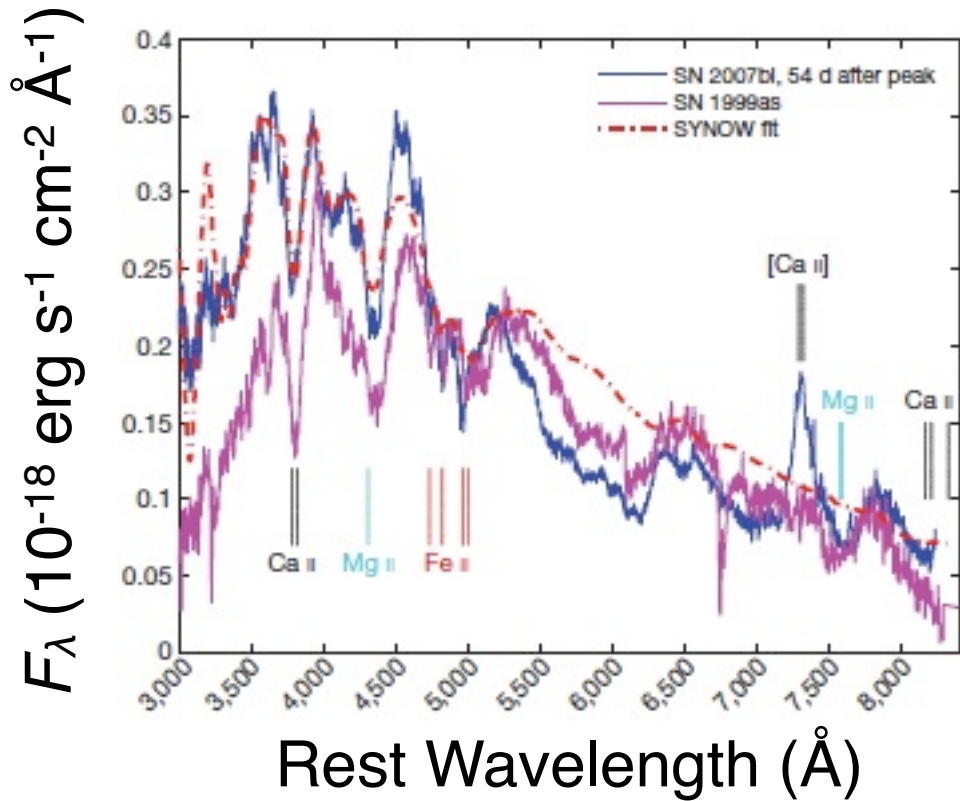 F_λ (10^-18 erg s^-1 cm^-2 Å^-1)
0.4
0.35
0.3
0.25
0.2
0.15
0.1
0.05
0
SN 2007bl, 54 d after peak
SN 1999as
SYNOW fit
[Ca II]
Mg II
Ca II
Ca II
Mg II
Fe II
3,000
3,500
4,000
4,500
5,000
5,500
6,000
6,500
7,000
7,500
8,000
Rest Wavelength (Å)